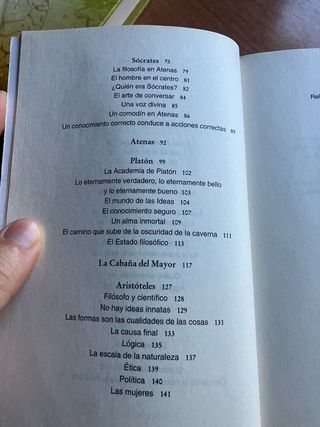 Sócrates 75
La filosofía en Atenas 79
El hombre en el centro 81
¿Quién era Sócrates? 82
El arte de conversar 84
Una voz divina 85
Un comodín en Atenas 86
Un conocimiento correcto conduce a acciones correctas 89
Atenas 92
Platón 99
La Academia de Platón 102
Lo eternamente verdadero, lo eternamente bello
y lo eternamente bueno 103
El mundo de las Ideas 104
El conocimiento seguro 107
Un alma inmortal 109
El camino que sube de la oscuridad de la caverna 111
El Estado filosófico 113
La Cabaña del Mayor 117
Aristóteles 127
Filósofo y científico 128
No hay ideas innatas 129
Las formas son las cualidades de las cosas 131
La causa final 133
Lógica 135
La escala de la naturaleza 137
Ética 139
Política 140
Las mujeres 141
Rel